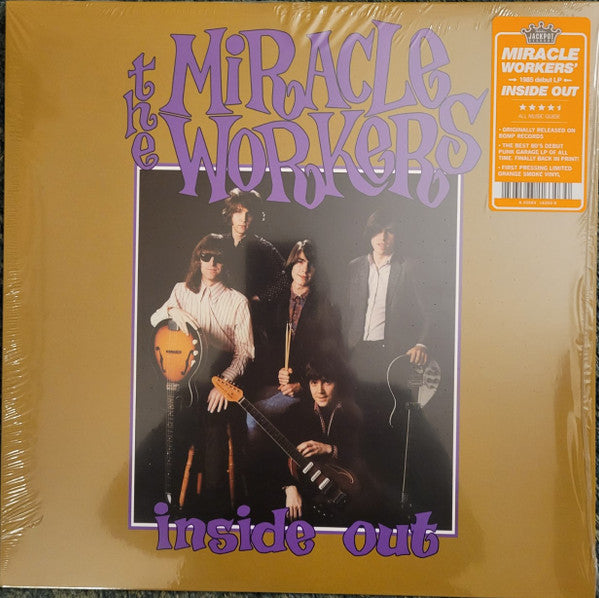 the
MIRACLE
WORKERS
inside out
JACKPOT
RECORDS
MIRACLE
WORKERS'
1985 debut LP
INSIDE OUT
ALL MUSIC GUIDE
• ORIGINALLY RELEASED ON
BOMP RECORDS
• THE BEST 80'S DEBUT
PUNK GARAGE LP OF ALL
TIME. FINALLY BACK IN PRINT!
• FIRST PRESSING LIMITED
ORANGE SMOKE VINYL